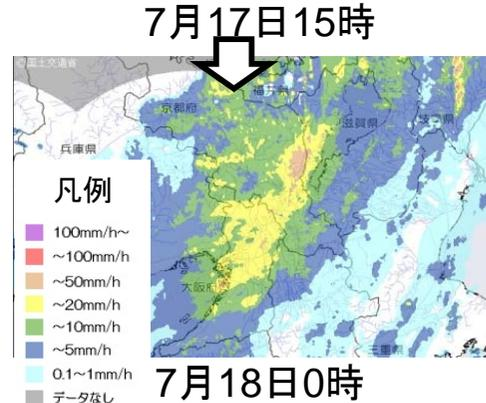 7月17日15時
©国土交通省
福井県
京都府
滋賀県
岐阜県
兵庫県
凡例
100mm/h～
～100mm/h
～50mm/h
～20mm/h
大阪府
～10mm/h
～5mm/h
三重県
0.1～1mm/h
データなし
7月18日0時